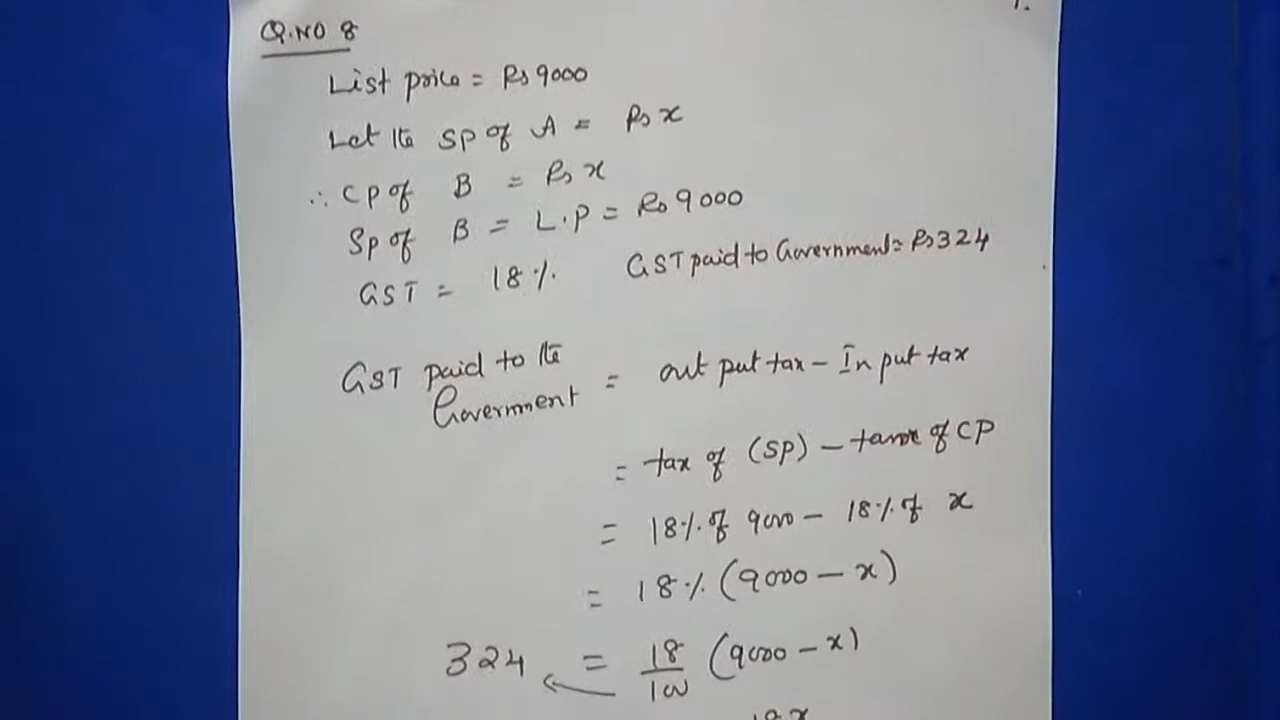 Q.NO 8
List price = Rs 9000
Let the SP of A = Rs x
∴ CP of B = Rs x
SP of B = L.P = Rs 9000
GST = 18% GST paid to Government = Rs 324
GST paid to the Government = out put tax - In put tax
= tax of (SP) - tax of CP
= 18% of 9000 - 18% of x
= 18% (9000 - x)
324 = 18/100 (9000 - x)